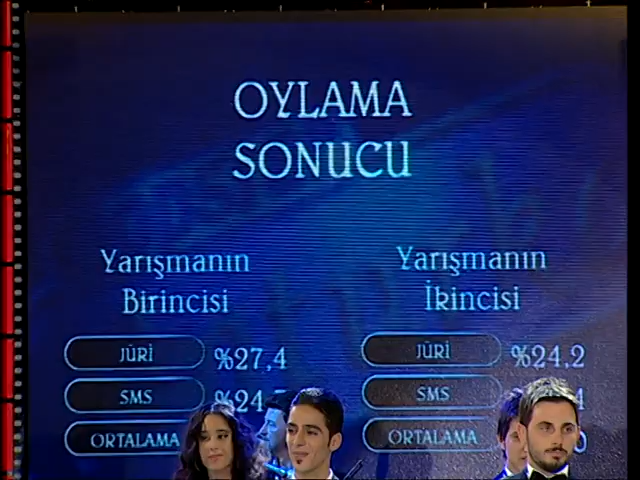 OYLAMA
SONUCU
Yarışmanın
Birincisi
JÜRİ %27,4
SMS
ORTALAMA
Yarışmanın
İkincisi
JÜRİ %24,2
SMS
ORTALAMA